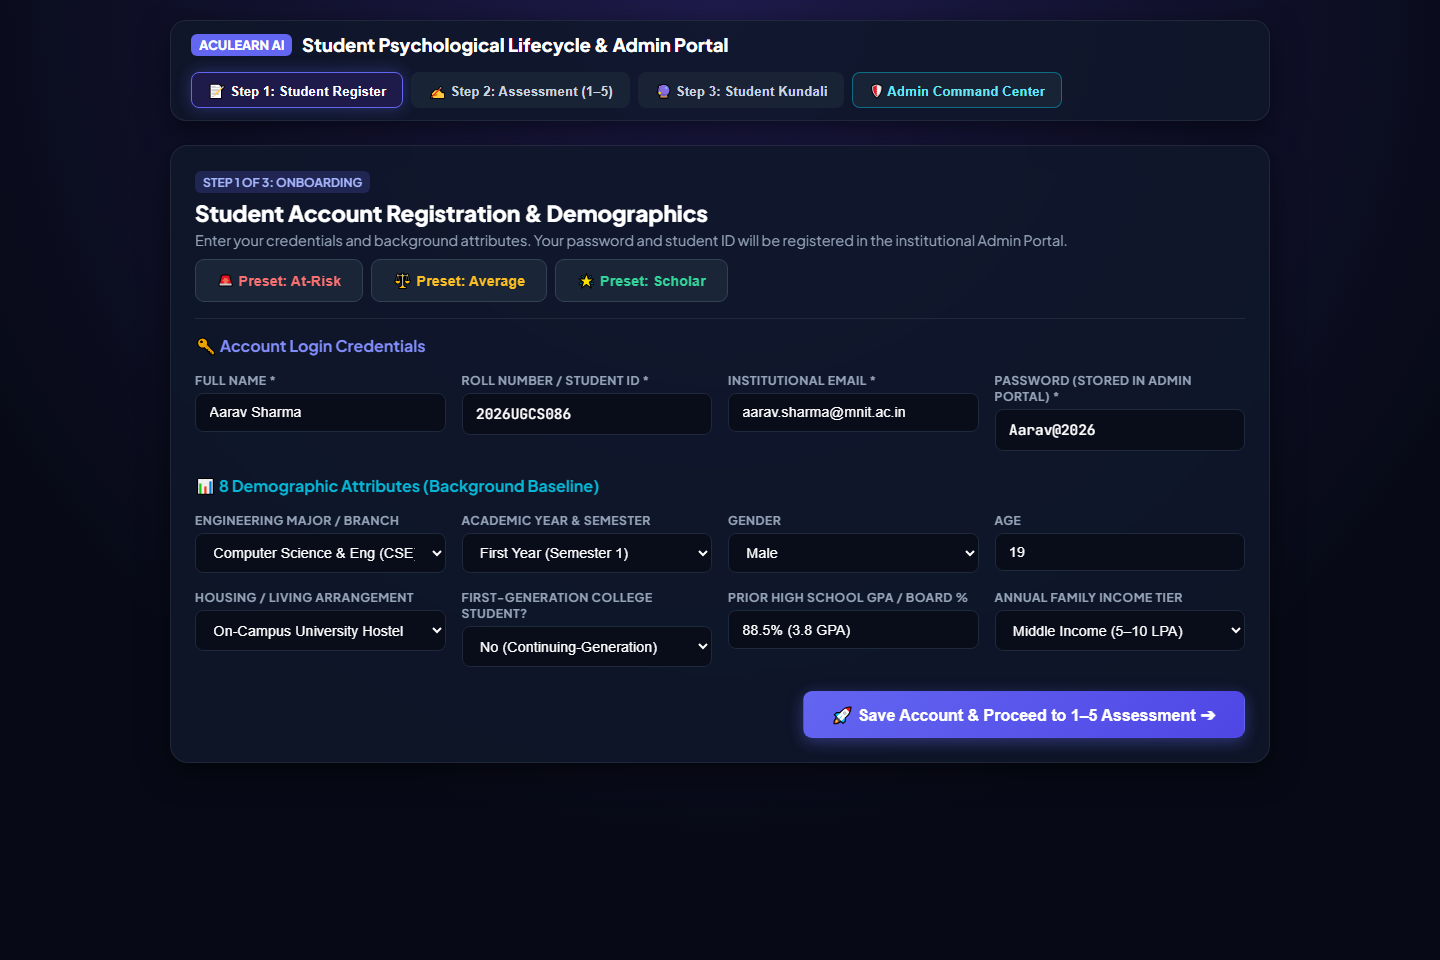 ACULEARN AI Student Psychological Lifecycle & Admin Portal
📝 Step 1: Student Register ✍️ Step 2: Assessment (1–5) 🔮 Step 3: Student Kundali 🛡️ Admin Command Center
STEP 1 OF 3: ONBOARDING
Student Account Registration & Demographics
Enter your credentials and background attributes. Your password and student ID will be registered in the institutional Admin Portal.
🚨 Preset: At-Risk ⚖️ Preset: Average 🌟 Preset: Scholar
🔑 Account Login Credentials
FULL NAME * ROLL NUMBER / STUDENT ID * INSTITUTIONAL EMAIL * PASSWORD (STORED IN ADMIN
PORTAL) *
Aarav Sharma 2026UGCS086 aarav.sharma@mnit.ac.in Aarav@2026
📊 8 Demographic Attributes (Background Baseline)
ENGINEERING MAJOR / BRANCH ACADEMIC YEAR & SEMESTER GENDER AGE
Computer Science & Eng (CSE First Year (Semester 1) Male 19
HOUSING / LIVING ARRANGEMENT FIRST-GENERATION COLLEGE PRIOR HIGH SCHOOL GPA / BOARD % ANNUAL FAMILY INCOME TIER
STUDENT?
On-Campus University Hostel No (Continuing-Generation) 88.5% (3.8 GPA) Middle Income (5–10 LPA)
🚀 Save Account & Proceed to 1–5 Assessment ➔